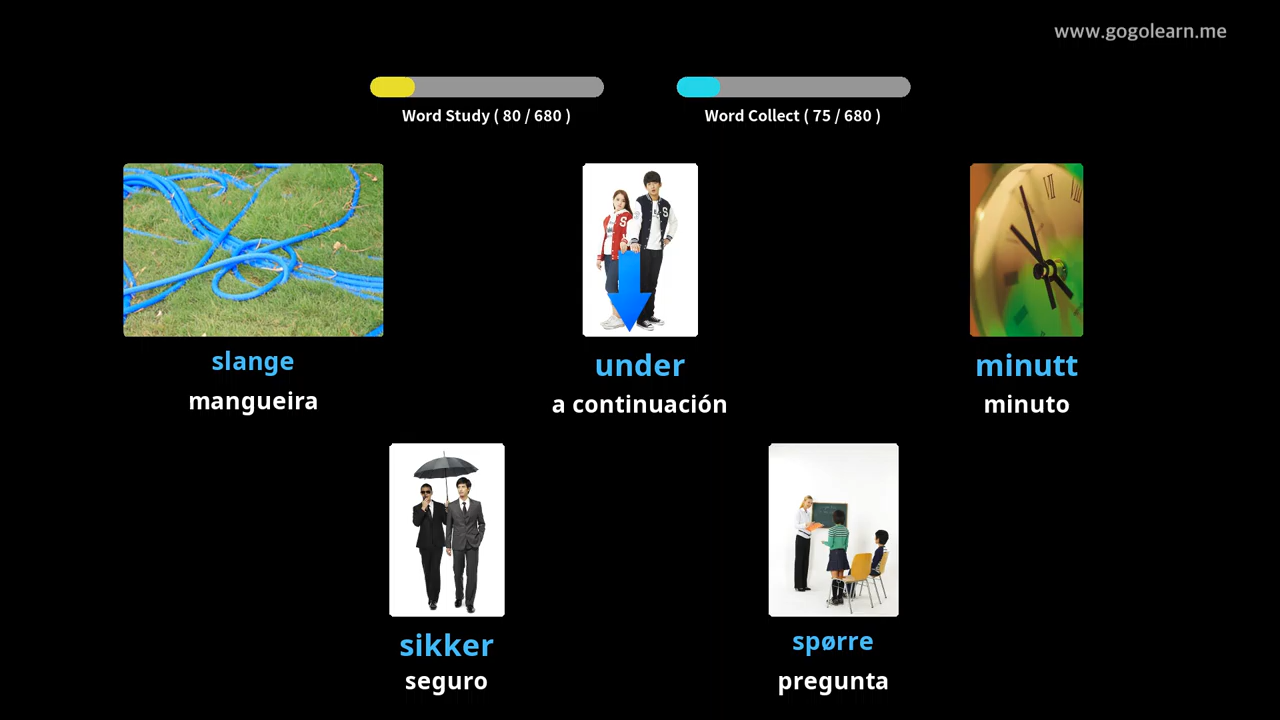 www.gogolearn.me
Word Study ( 80 / 680 )
Word Collect ( 75 / 680 )
slange
mangueira
under
a continuación
minutt
minuto
sikker
seguro
spørre
pregunta